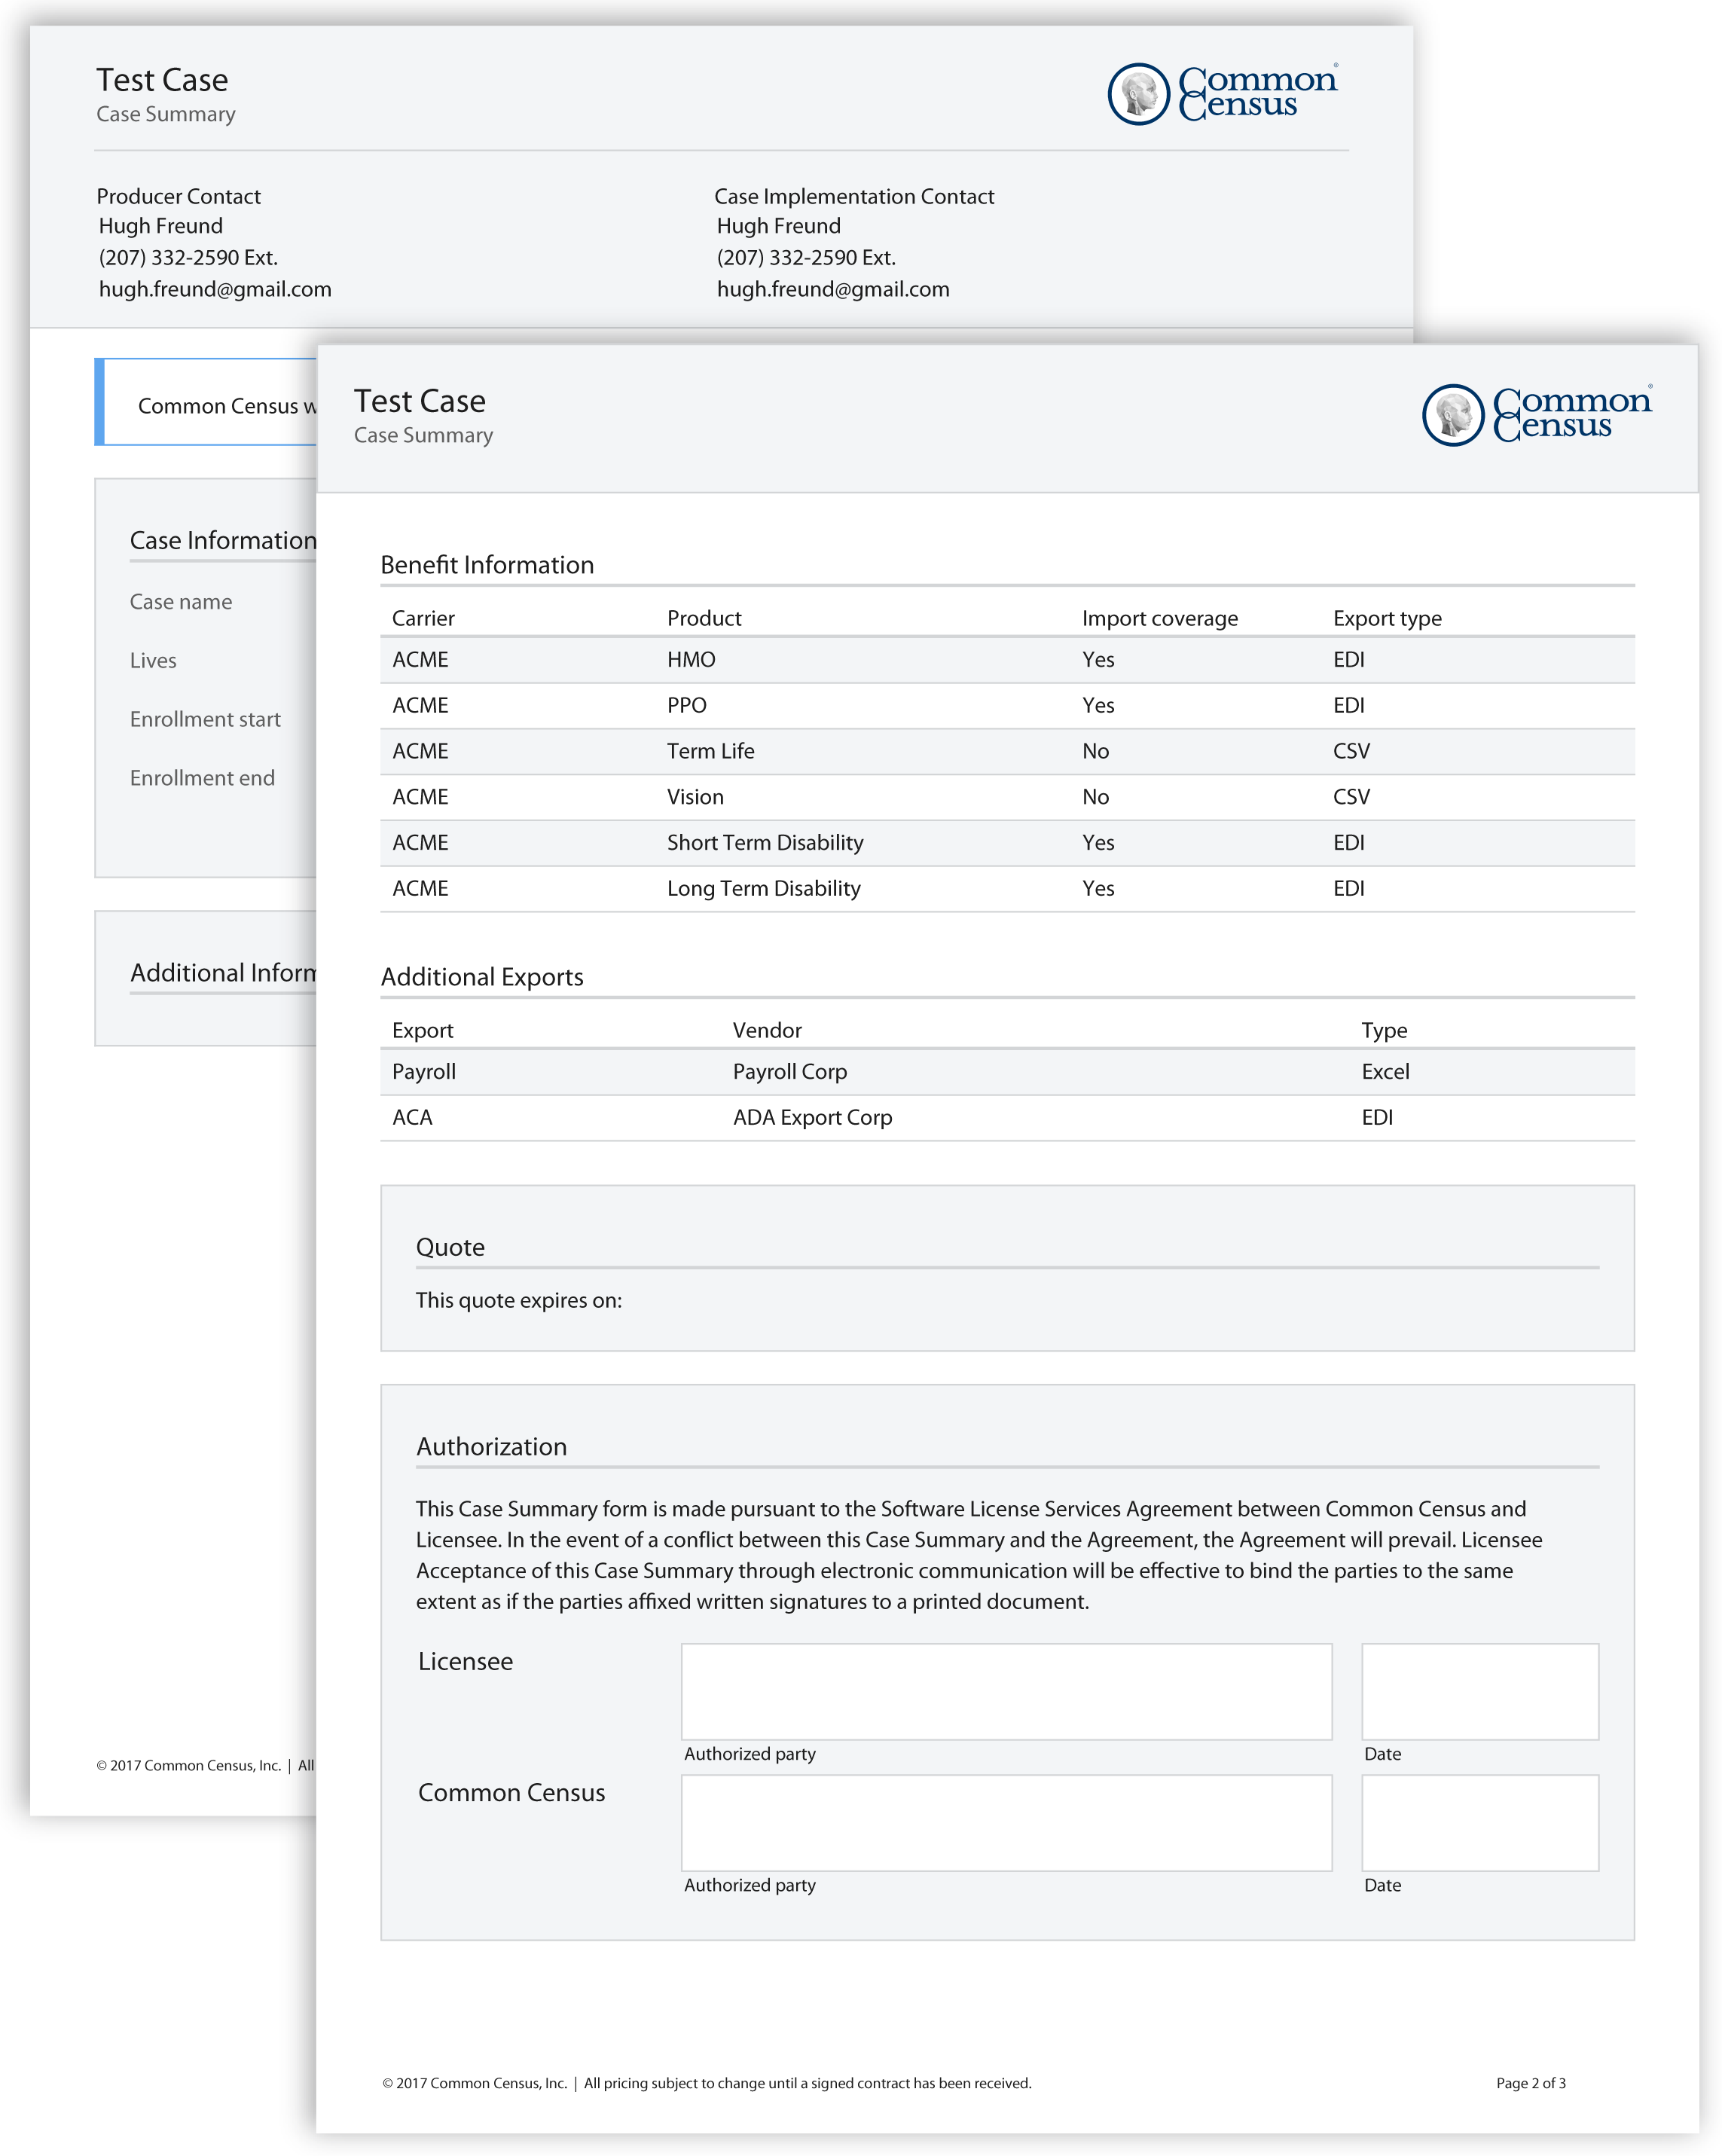 Test Case
Case Summary
Common
Census
®
Producer Contact
Hugh Freund
(207) 332-2590 Ext.
hugh.freund@gmail.com
Case Implementation Contact
Hugh Freund
(207) 332-2590 Ext.
hugh.freund@gmail.com
Common Census w
Case Information
Case name
Lives
Enrollment start
Enrollment end
Additional Inform
© 2017 Common Census, Inc. | All
Test Case
Case Summary
Common
Census
®
Benefit Information
Carrier Product Import coverage Export type
ACME HMO Yes EDI
ACME PPO Yes EDI
ACME Term Life No CSV
ACME Vision No CSV
ACME Short Term Disability Yes EDI
ACME Long Term Disability Yes EDI
Additional Exports
Export Vendor Type
Payroll Payroll Corp Excel
ACA ADA Export Corp EDI
Quote
This quote expires on:
Authorization
This Case Summary form is made pursuant to the Software License Services Agreement between Common Census and
Licensee. In the event of a conflict between this Case Summary and the Agreement, the Agreement will prevail. Licensee
Acceptance of this Case Summary through electronic communication will be effective to bind the parties to the same
extent as if the parties affixed written signatures to a printed document.
Licensee
Authorized party Date
Common Census
Authorized party Date
© 2017 Common Census, Inc. | All pricing subject to change until a signed contract has been received. Page 2 of 3